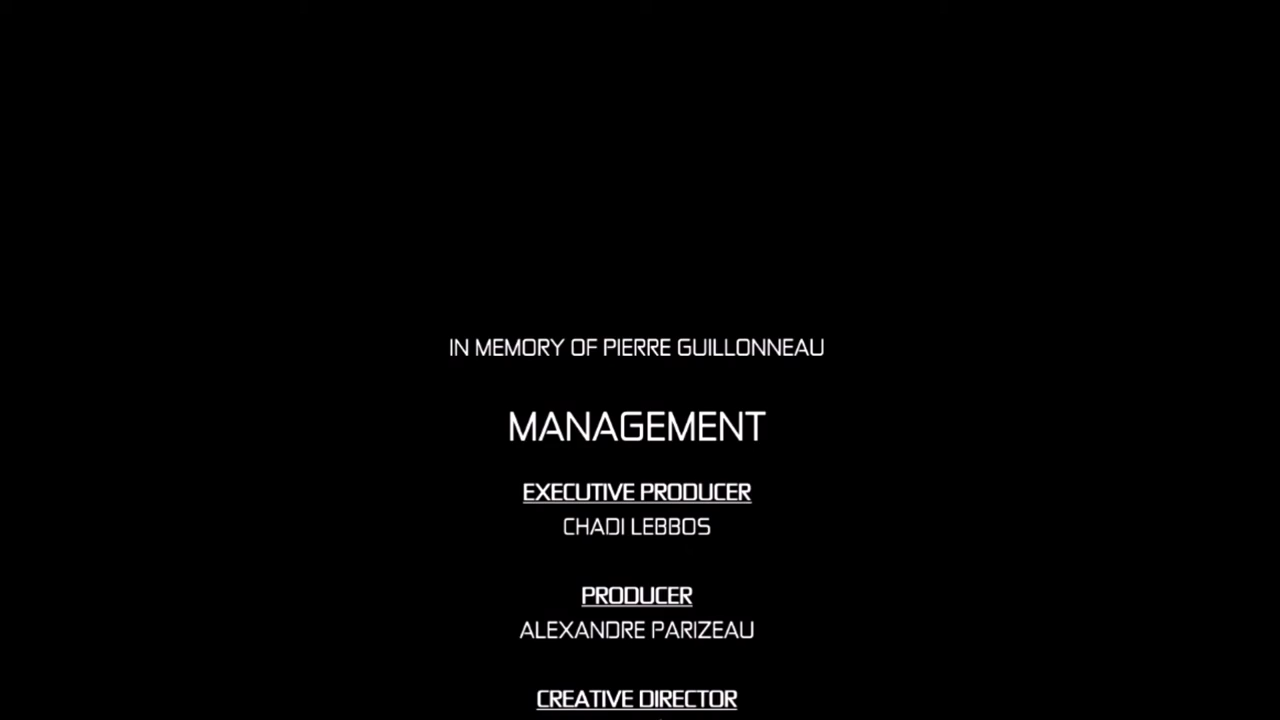 IN MEMORY OF PIERRE GUILLONNEAU
MANAGEMENT
EXECUTIVE PRODUCER
CHADI LEBBOS
PRODUCER
ALEXANDRE PARIZEAU
CREATIVE DIRECTOR